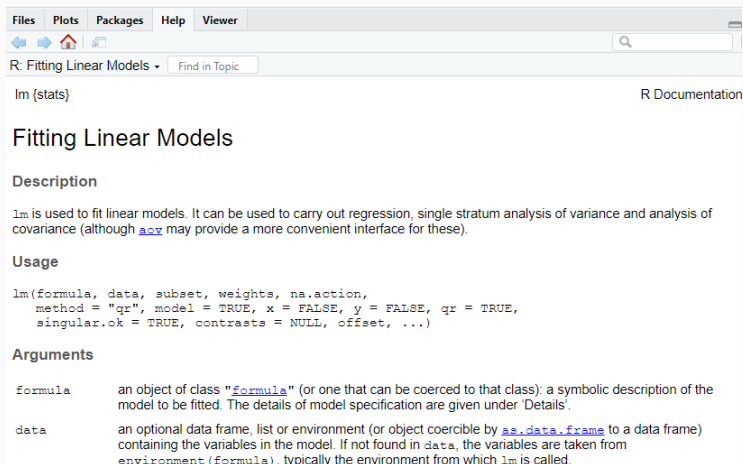 Files Plots Packages Help Viewer
R: Fitting Linear Models Find in Topic
lm {stats} R Documentation
Fitting Linear Models
Description
lm is used to fit linear models. It can be used to carry out regression, single stratum analysis of variance and analysis of
covariance (although aov may provide a more convenient interface for these).
Usage
lm(formula, data, subset, weights, na.action,
method = "qr", model = TRUE, x = FALSE, y = FALSE, qr = TRUE,
singular.ok = TRUE, contrasts = NULL, offset, ...)
Arguments
formula an object of class "formula" (or one that can be coerced to that class): a symbolic description of the
model to be fitted. The details of model specification are given under ‘Details’.
data an optional data frame, list or environment (or object coercible by as.data.frame to a data frame)
containing the variables in the model. If not found in data, the variables are taken from
environment(formula), typically the environment from which lm is called.